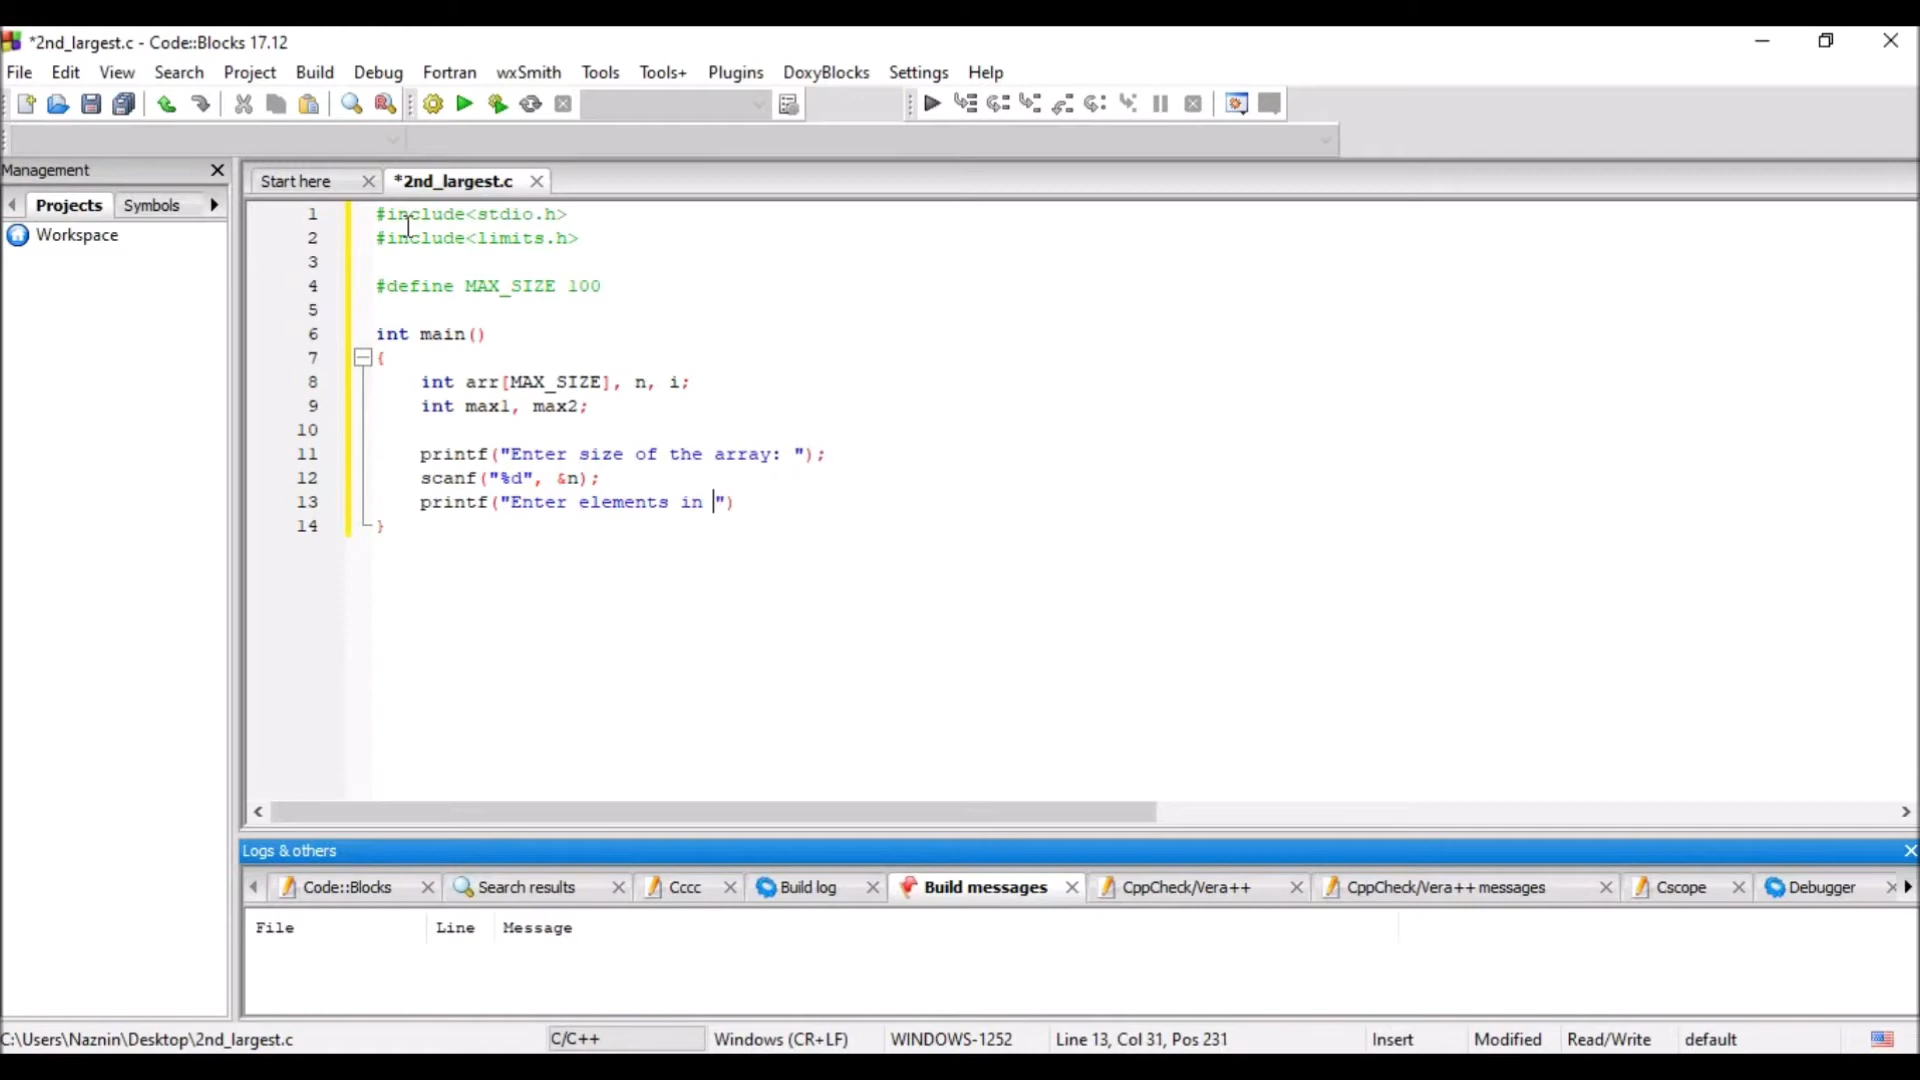 *2nd_largest.c - Code::Blocks 17.12
File Edit View Search Project Build Debug Fortran wxSmith Tools Tools+ Plugins DoxyBlocks Settings Help
Management
Projects Symbols
Workspace
Start here *2nd_largest.c
1 #include<stdio.h>
2 #include<limits.h>
3
4 #define MAX_SIZE 100
5
6 int main()
7 {
8 int arr[MAX_SIZE], n, i;
9 int max1, max2;
10
11 printf("Enter size of the array: ");
12 scanf("%d", &n);
13 printf("Enter elements in ")
14 }
Logs & others
Code::Blocks Search results Cccc Build log Build messages CppCheck/Vera++ CppCheck/Vera++ messages Cscope Debugger
File Line Message
C:\Users\Naznin\Desktop\2nd_largest.c C/C++ Windows (CR+LF) WINDOWS-1252 Line 13, Col 31, Pos 231 Insert Modified Read/Write default